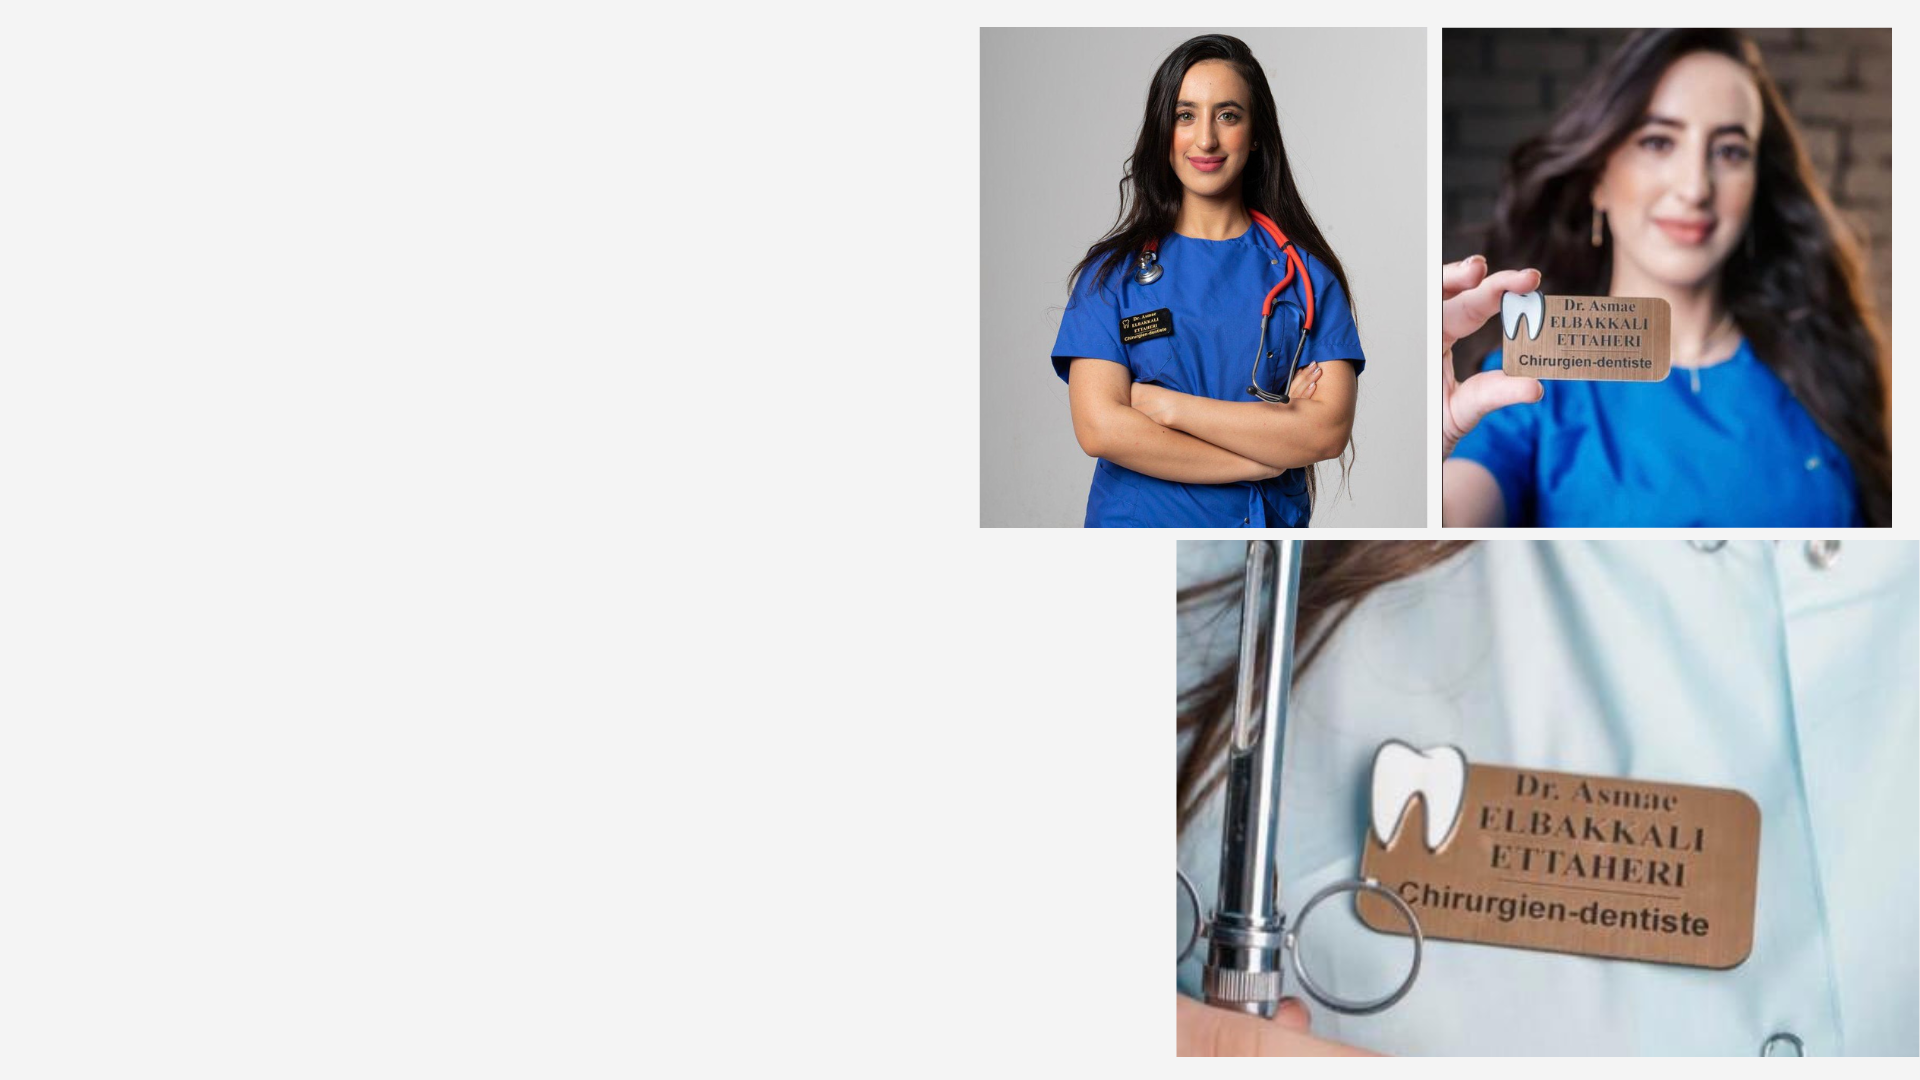 Dr. Asmae
ELBAKKALI
ETTAHERI
Chirurgien-dentiste
Dr. Asmae
ELBAKKALI
ETTAHERI
Chirurgien-dentiste
Dr. Asmae
ELBAKKALI
ETTAHERI
Chirurgien-dentiste